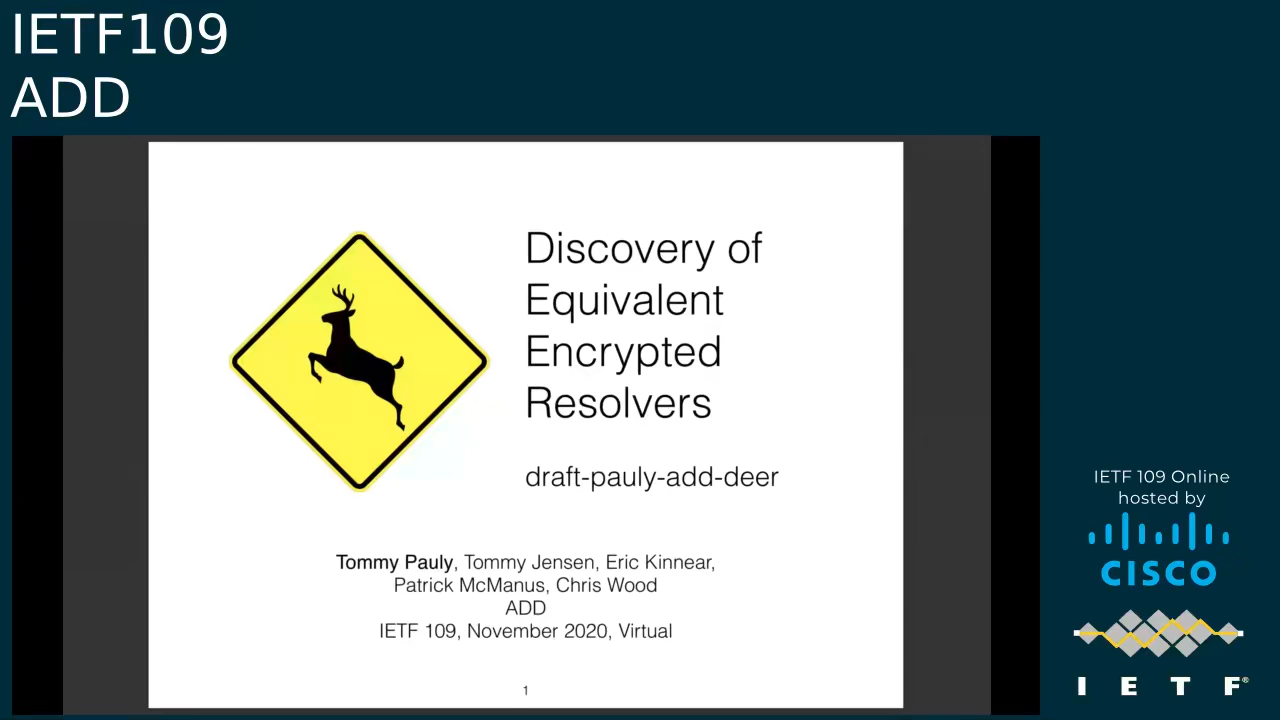 IETF109
ADD
Discovery of
Equivalent
Encrypted
Resolvers
draft-pauly-add-deer
Tommy Pauly, Tommy Jensen, Eric Kinnear,
Patrick McManus, Chris Wood
ADD
IETF 109, November 2020, Virtual
1
IETF 109 Online
hosted by
CISCO
I E T F®